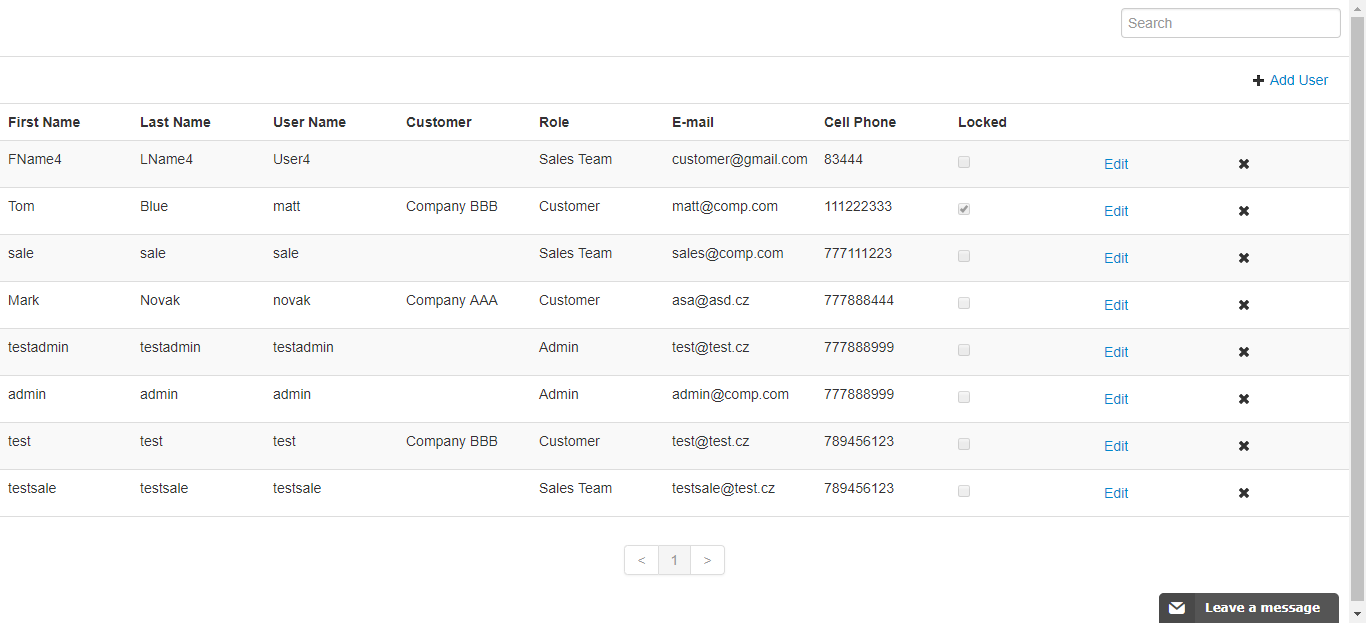 Search
Add User
First Name Last Name User Name Customer Role E-mail Cell Phone Locked
FName4 LName4 User4 Sales Team customer@gmail.com 83444 Edit
Tom Blue matt Company BBB Customer matt@comp.com 111222333 Edit
sale sale sale Sales Team sales@comp.com 777111223 Edit
Mark Novak novak Company AAA Customer asa@asd.cz 777888444 Edit
testadmin testadmin testadmin Admin test@test.cz 777888999 Edit
admin admin admin Admin admin@comp.com 777888999 Edit
test test test Company BBB Customer test@test.cz 789456123 Edit
testsale testsale testsale Sales Team testsale@test.cz 789456123 Edit
< 1 >
Leave a message